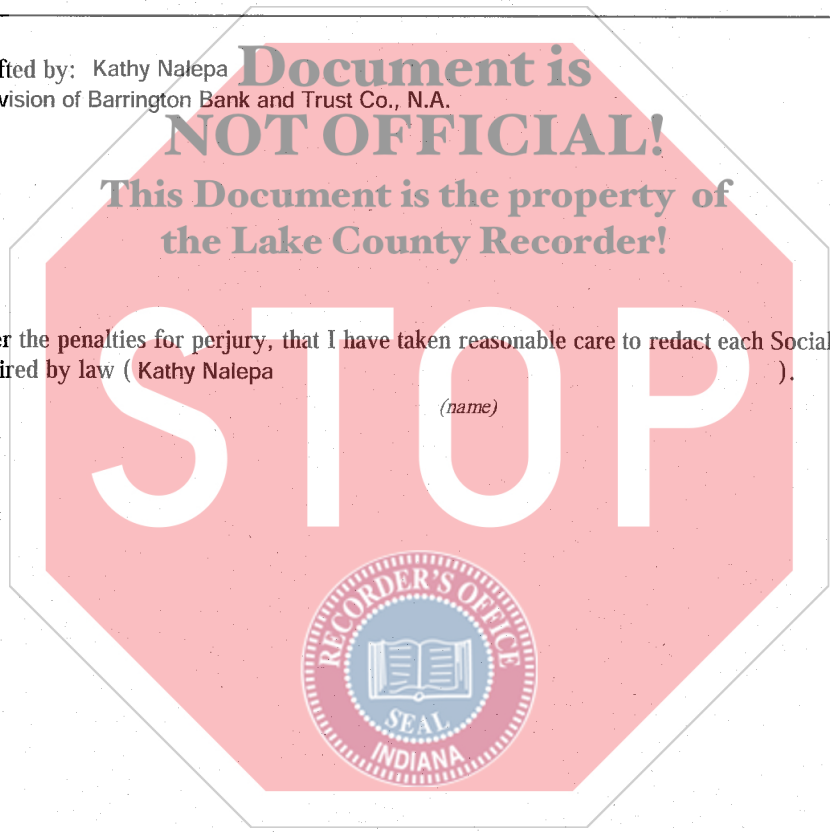 fted by: Kathy Nalepa
Document is
vision of Barrington Bank and Trust Co., N.A.
NOT OFFICIAL!
This Document is the property of
the Lake County Recorder!
STOP
er the penalties for perjury, that I have taken reasonable care to redact each Social
ired by law ( Kathy Nalepa ).
(name)
RECORDER'S OFFICE
SEAL
INDIANA